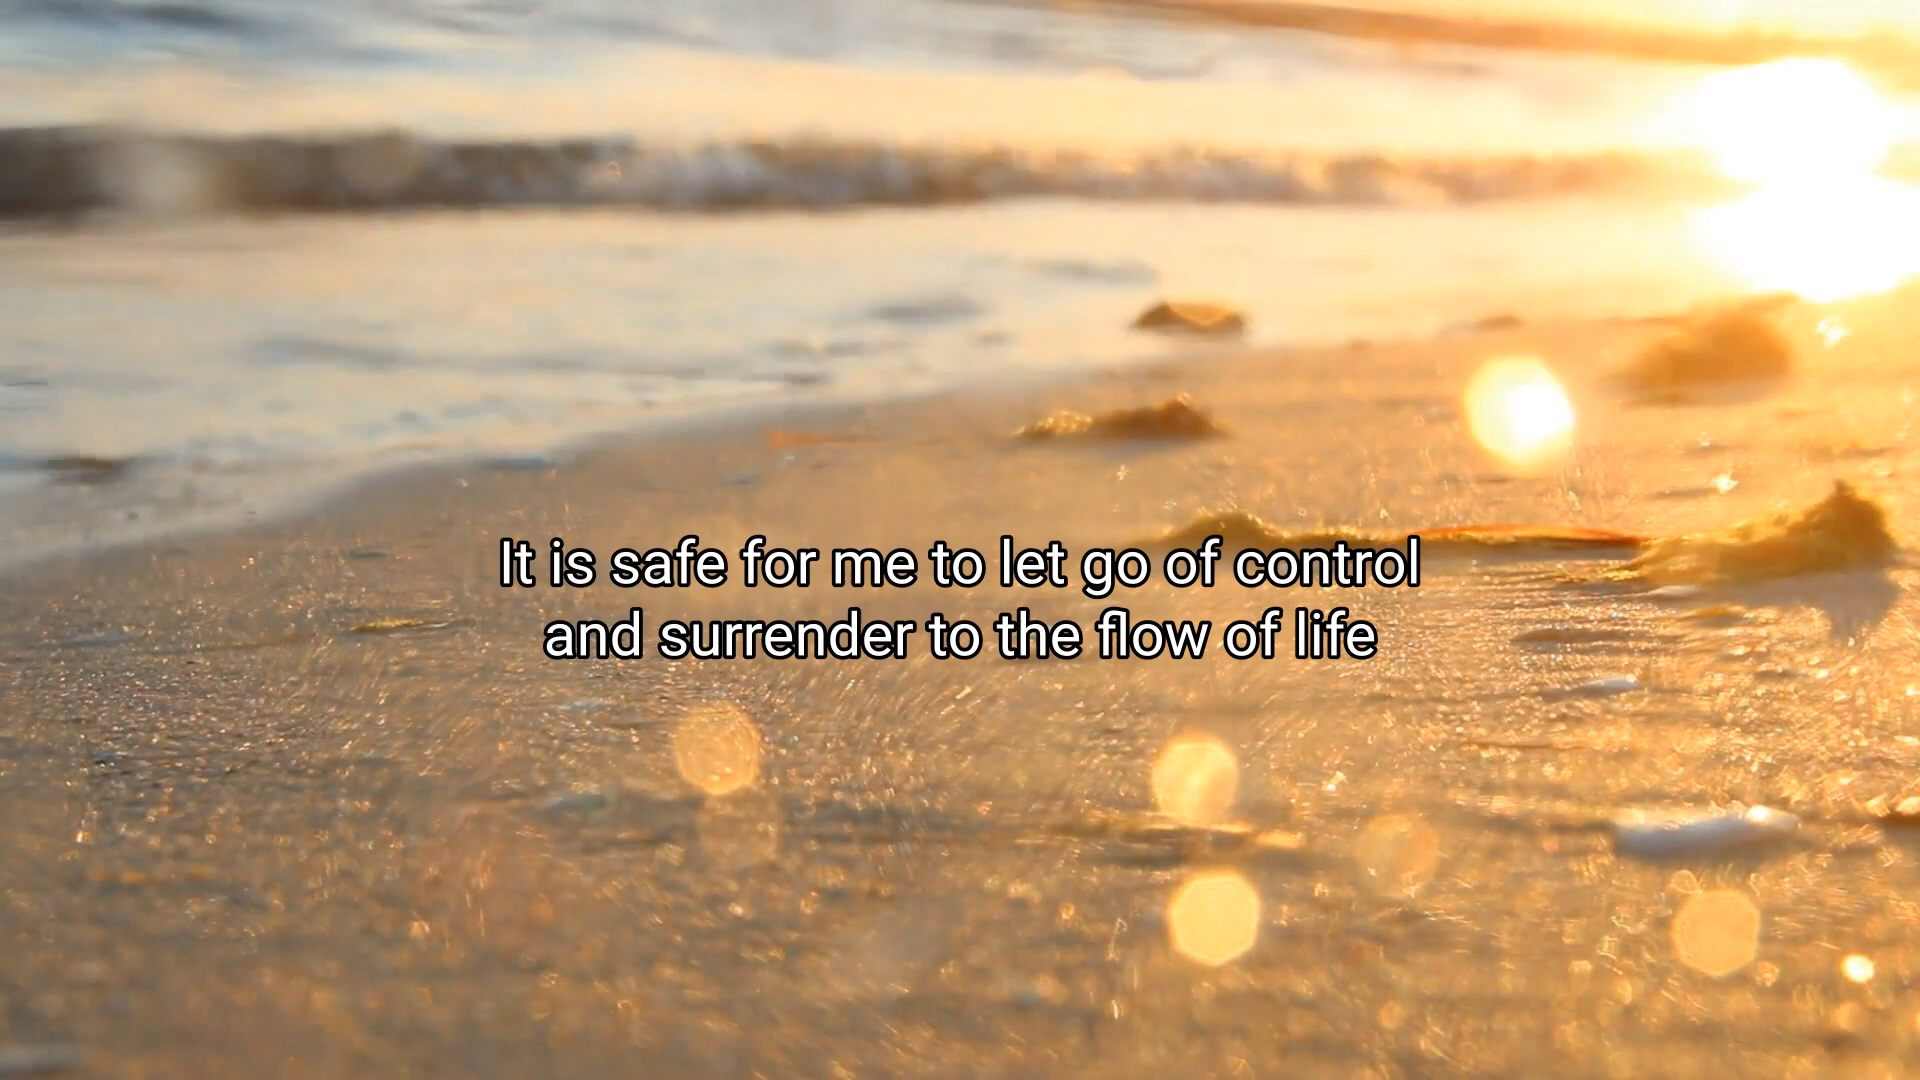 It is safe for me to let go of control
and surrender to the flow of life